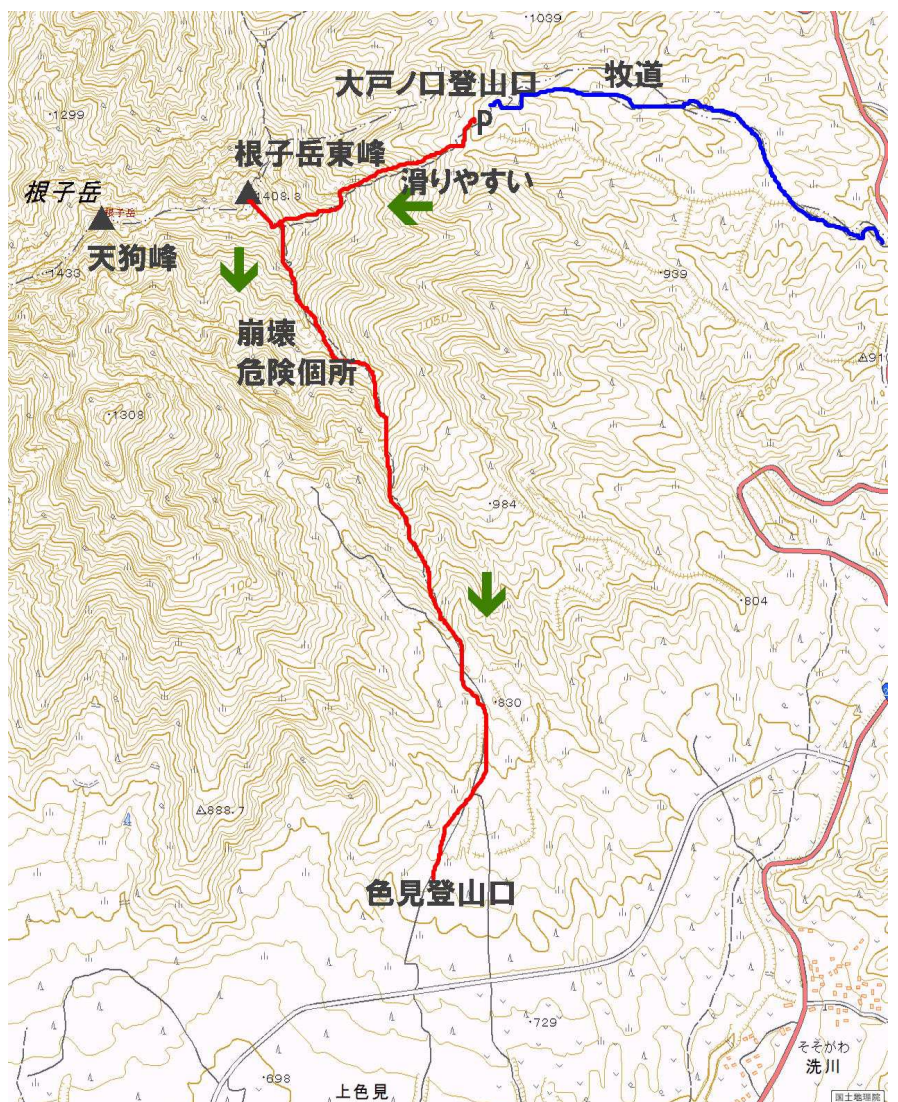 1039
大戸ノ口登山口
牧道
1299
P
根子岳東峰
滑りやすい
根子岳
1408.8
根子岳
天狗峰
1433
939
崩壊
危険個所
1050
910
850
1308
984
1100
804
830
888.7
色見登山口
729
そそがわ
洗川
698
上色見
国土地理院